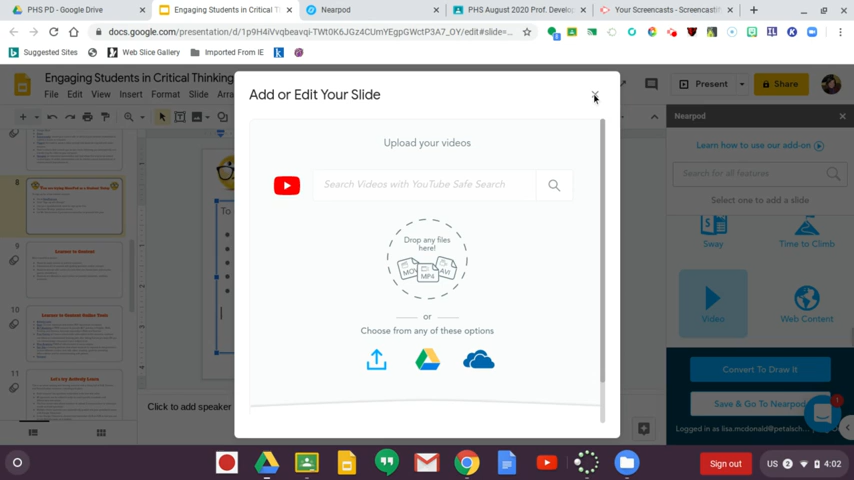 PHS PD - Google Drive
Engaging Students in Critical Th
Nearpod
PHS August 2020 Prof. Develo
Your Screencasts - Screencastif
docs.google.com/presentation/d/1p9H4IVvqbeavqi-TWt0K6JGz4CUmYEgpGWctP3A7_OY/edit#slide=...
Suggested Sites
Web Slice Gallery
Imported From IE
Engaging Students in Critical Thinking
File Edit View Insert Format Slide
Present
Share
Add or Edit Your Slide
Upload your videos
Search Videos with YouTube Safe Search
Drop any files
here!
MOV
MP4
AVI
or
Choose from any of these options
Nearpod
Learn how to use our add-on
Search for all features
Select one to add a slide
Sway
Time to Climb
Video
Web Content
Convert To Draw It
Save & Go To Nearpod
1
Logged in as lisa.mcdonald@petalsch...
8
9
10
11
To
Click to add speaker
Sign out
US 2 4:02